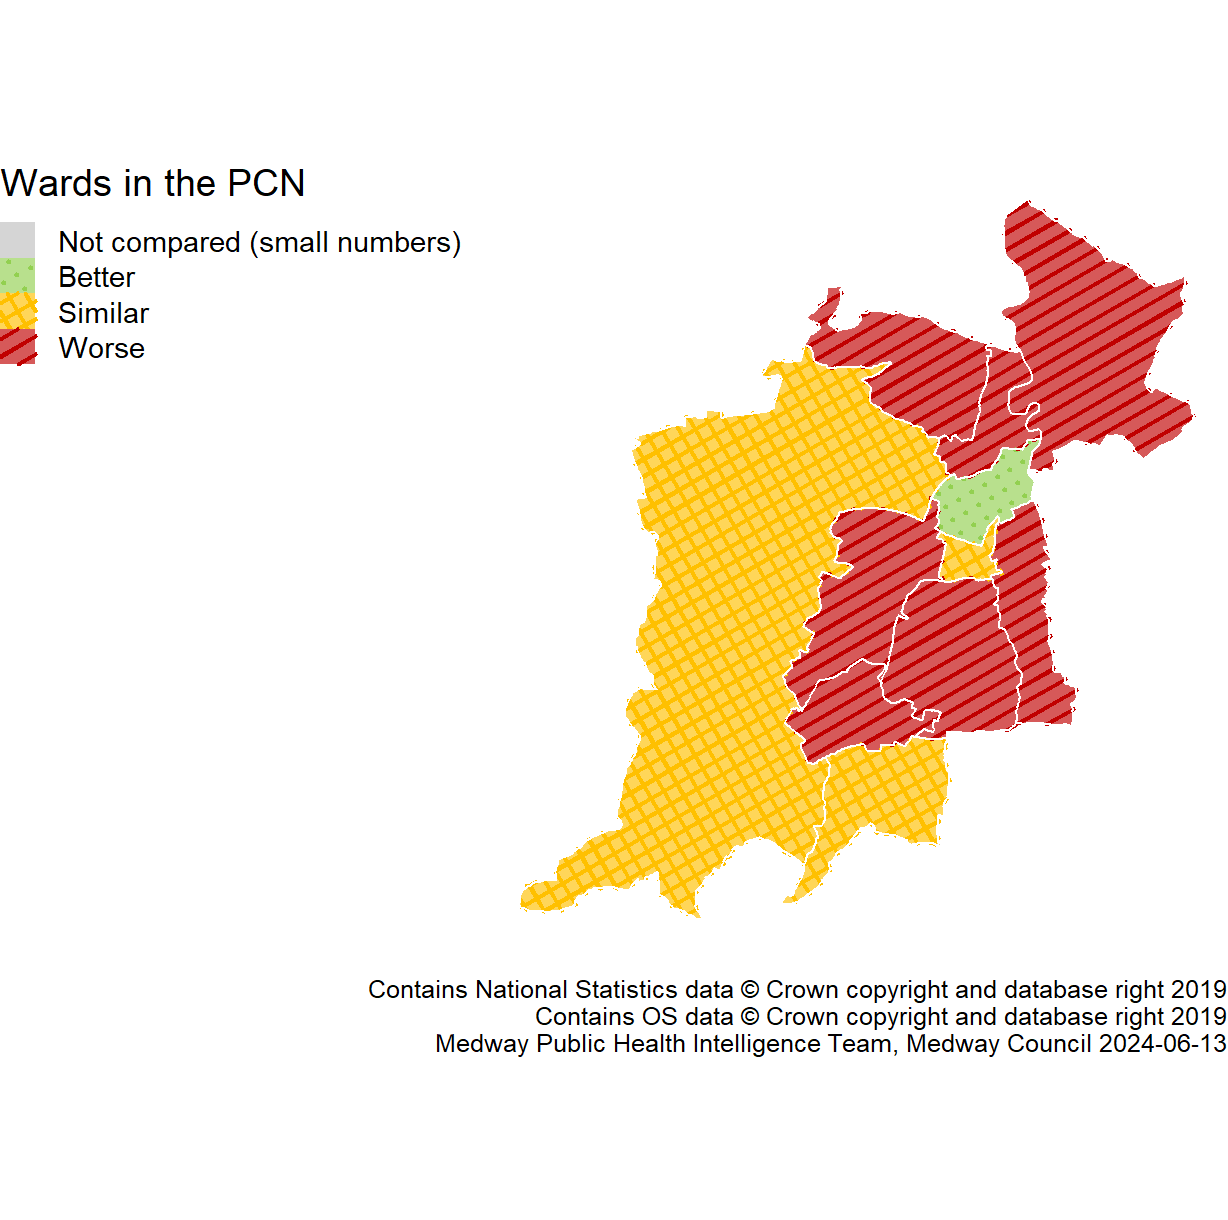 Wards in the PCN
Not compared (small numbers)
Better
Similar
Worse
Contains National Statistics data © Crown copyright and database right 2019
Contains OS data © Crown copyright and database right 2019
Medway Public Health Intelligence Team, Medway Council 2024-06-13